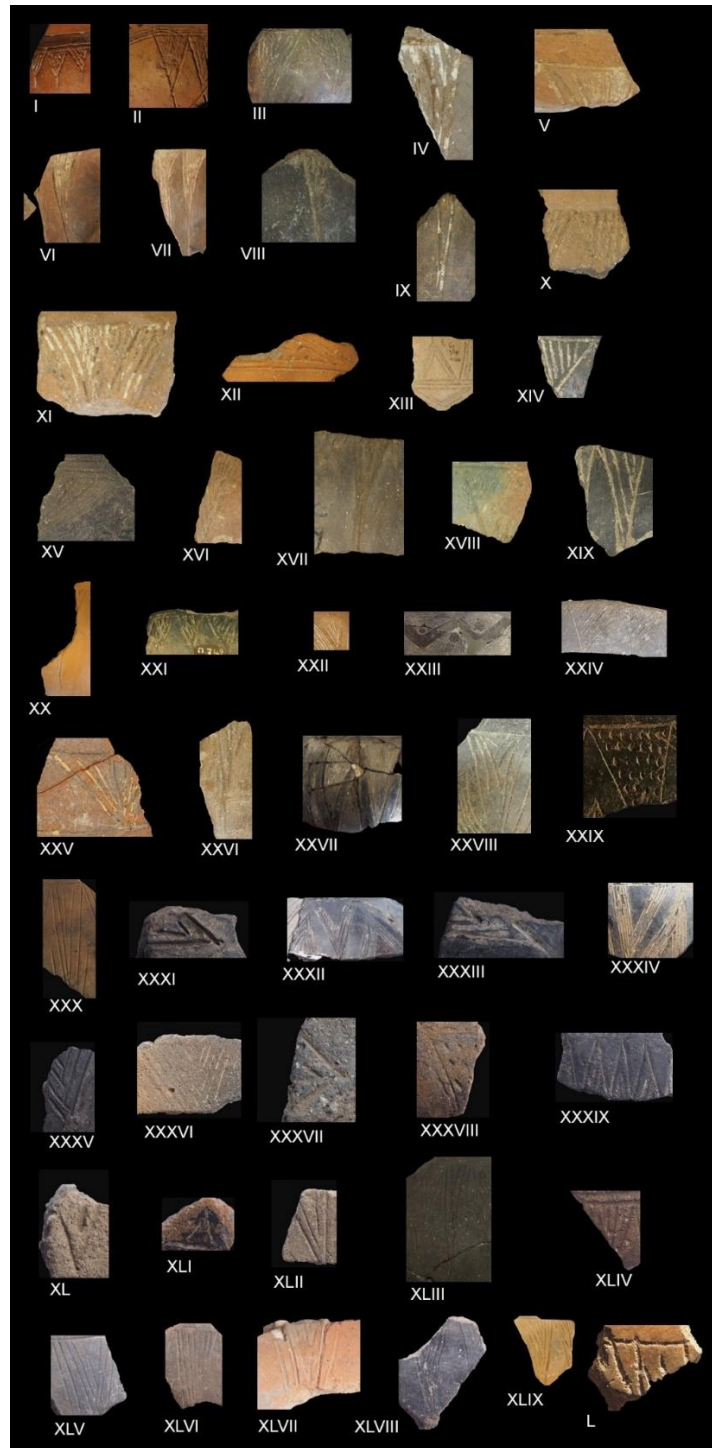 I II III IV V
VI VII VIII IX X
XI XII XIII XIV
XV XVI XVII XVIII XIX
XX XXI XXII XXIII XXIV
XXV XXVI XXVII XXVIII XXIX
XXX XXXI XXXII XXXIII XXXIV
XXXV XXXVI XXXVII XXXVIII XXXIX
XL XLI XLII XLIII XLIV
XLV XLVI XLVII XLVIII XLIX L